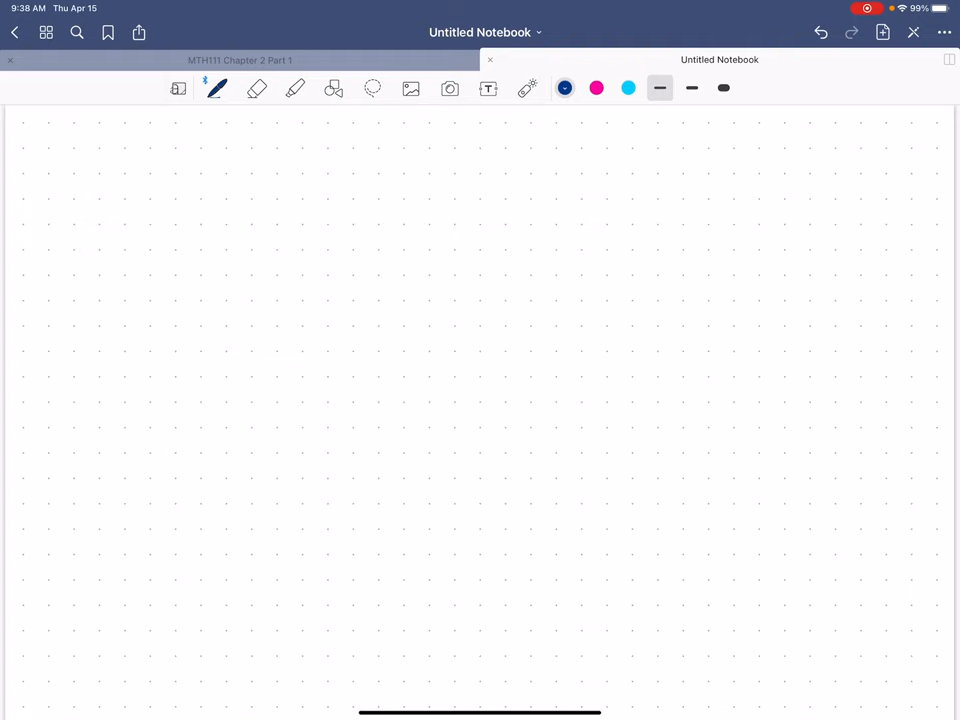 9:38 AM Thu Apr 15
99%
Untitled Notebook
MTH111 Chapter 2 Part 1
Untitled Notebook
T